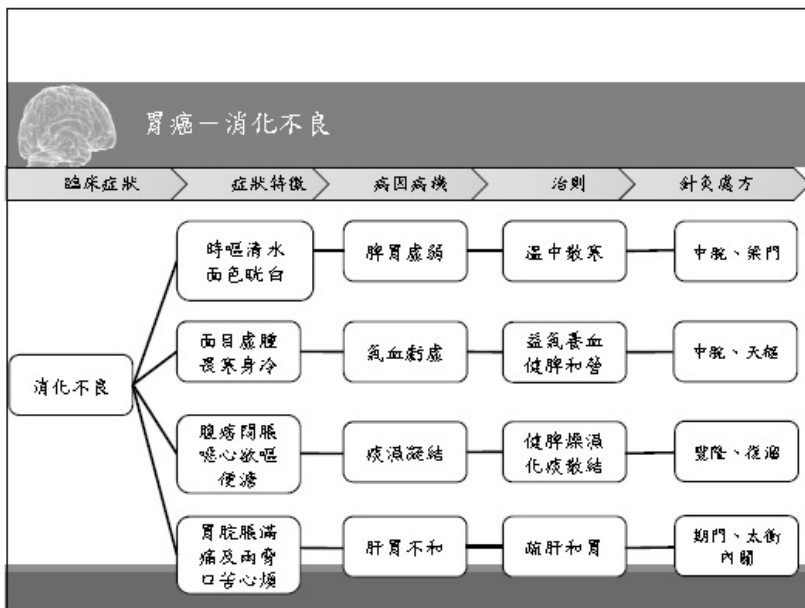 胃癌－消化不良
臨床症狀
症狀特徵
病因病機
治則
針灸處方
消化不良
時嘔清水
面色㿠白
脾胃虛弱
溫中散寒
中脘、梁門
面目虛腫
畏寒身冷
氣血虧虛
益氣養血
健脾和營
中脘、天樞
腹痞悶脹
噁心欲嘔
便溏
痰濕凝結
健脾燥濕
化痰散結
豐隆、復溜
胃脘脹滿
痛及兩脅
口苦心煩
肝胃不和
疏肝和胃
期門、太衝
內關